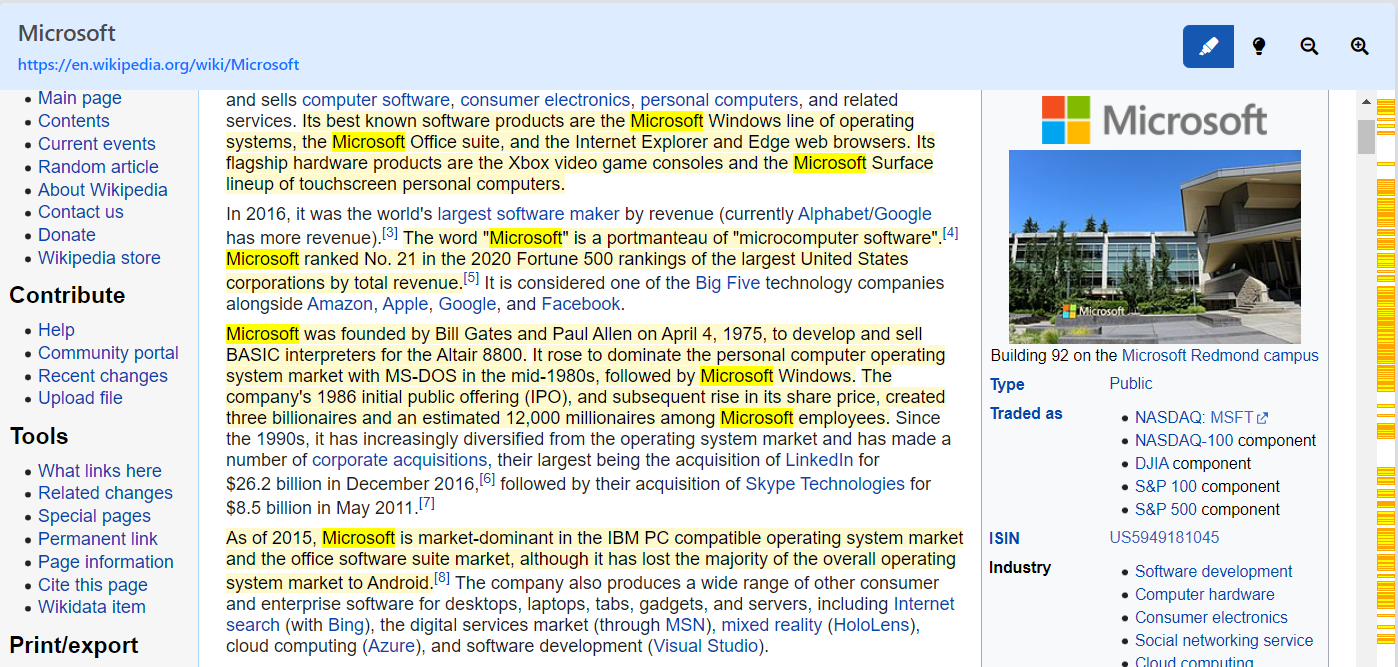 Microsoft
https://en.wikipedia.org/wiki/Microsoft
Main page
Contents
Current events
Random article
About Wikipedia
Contact us
Donate
Wikipedia store
Contribute
Help
Community portal
Recent changes
Upload file
Tools
What links here
Related changes
Special pages
Permanent link
Page information
Cite this page
Wikidata item
Print/export
and sells computer software, consumer electronics, personal computers, and related
services. Its best known software products are the Microsoft Windows line of operating
systems, the Microsoft Office suite, and the Internet Explorer and Edge web browsers. Its
flagship hardware products are the Xbox video game consoles and the Microsoft Surface
lineup of touchscreen personal computers.
In 2016, it was the world's largest software maker by revenue (currently Alphabet/Google
has more revenue).[3] The word "Microsoft" is a portmanteau of "microcomputer software".[4]
Microsoft ranked No. 21 in the 2020 Fortune 500 rankings of the largest United States
corporations by total revenue.[5] It is considered one of the Big Five technology companies
alongside Amazon, Apple, Google, and Facebook.
Microsoft was founded by Bill Gates and Paul Allen on April 4, 1975, to develop and sell
BASIC interpreters for the Altair 8800. It rose to dominate the personal computer operating
system market with MS-DOS in the mid-1980s, followed by Microsoft Windows. The
company's 1986 initial public offering (IPO), and subsequent rise in its share price, created
three billionaires and an estimated 12,000 millionaires among Microsoft employees. Since
the 1990s, it has increasingly diversified from the operating system market and has made a
number of corporate acquisitions, their largest being the acquisition of LinkedIn for
$26.2 billion in December 2016,[6] followed by their acquisition of Skype Technologies for
$8.5 billion in May 2011.[7]
As of 2015, Microsoft is market-dominant in the IBM PC compatible operating system market
and the office software suite market, although it has lost the majority of the overall operating
system market to Android.[8] The company also produces a wide range of other consumer
and enterprise software for desktops, laptops, tabs, gadgets, and servers, including Internet
search (with Bing), the digital services market (through MSN), mixed reality (HoloLens),
cloud computing (Azure), and software development (Visual Studio).
Microsoft
Microsoft
Building 92 on the Microsoft Redmond campus
Type Public
Traded as NASDAQ: MSFT
NASDAQ-100 component
DJIA component
S&P 100 component
S&P 500 component
ISIN US5949181045
Industry Software development
Computer hardware
Consumer electronics
Social networking service
Cloud computing